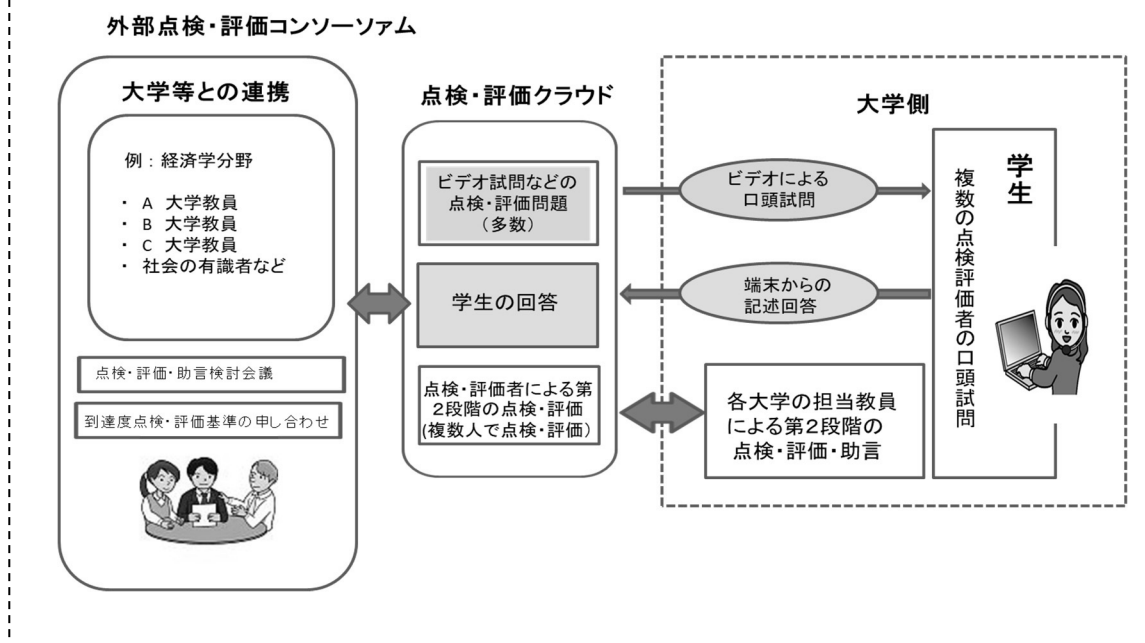 外部点検・評価コンソーソァム
大学等との連携
例：経済学分野
・ A 大学教員
・ B 大学教員
・ C 大学教員
・ 社会の有識者など
点検・評価・助言検討会議
到達度点検・評価基準の申し合わせ
点検・評価クラウド
ビデオ試問などの
点検・評価問題
（多数）
学生の回答
点検・評価者による第
2段階の点検・評価
(複数人で点検・評価）
大学側
ビデオによる
口頭試問
端末からの
記述回答
各大学の担当教員
による第２段階の
点検・評価・助言
学生
複数の点検評価者の口頭試問